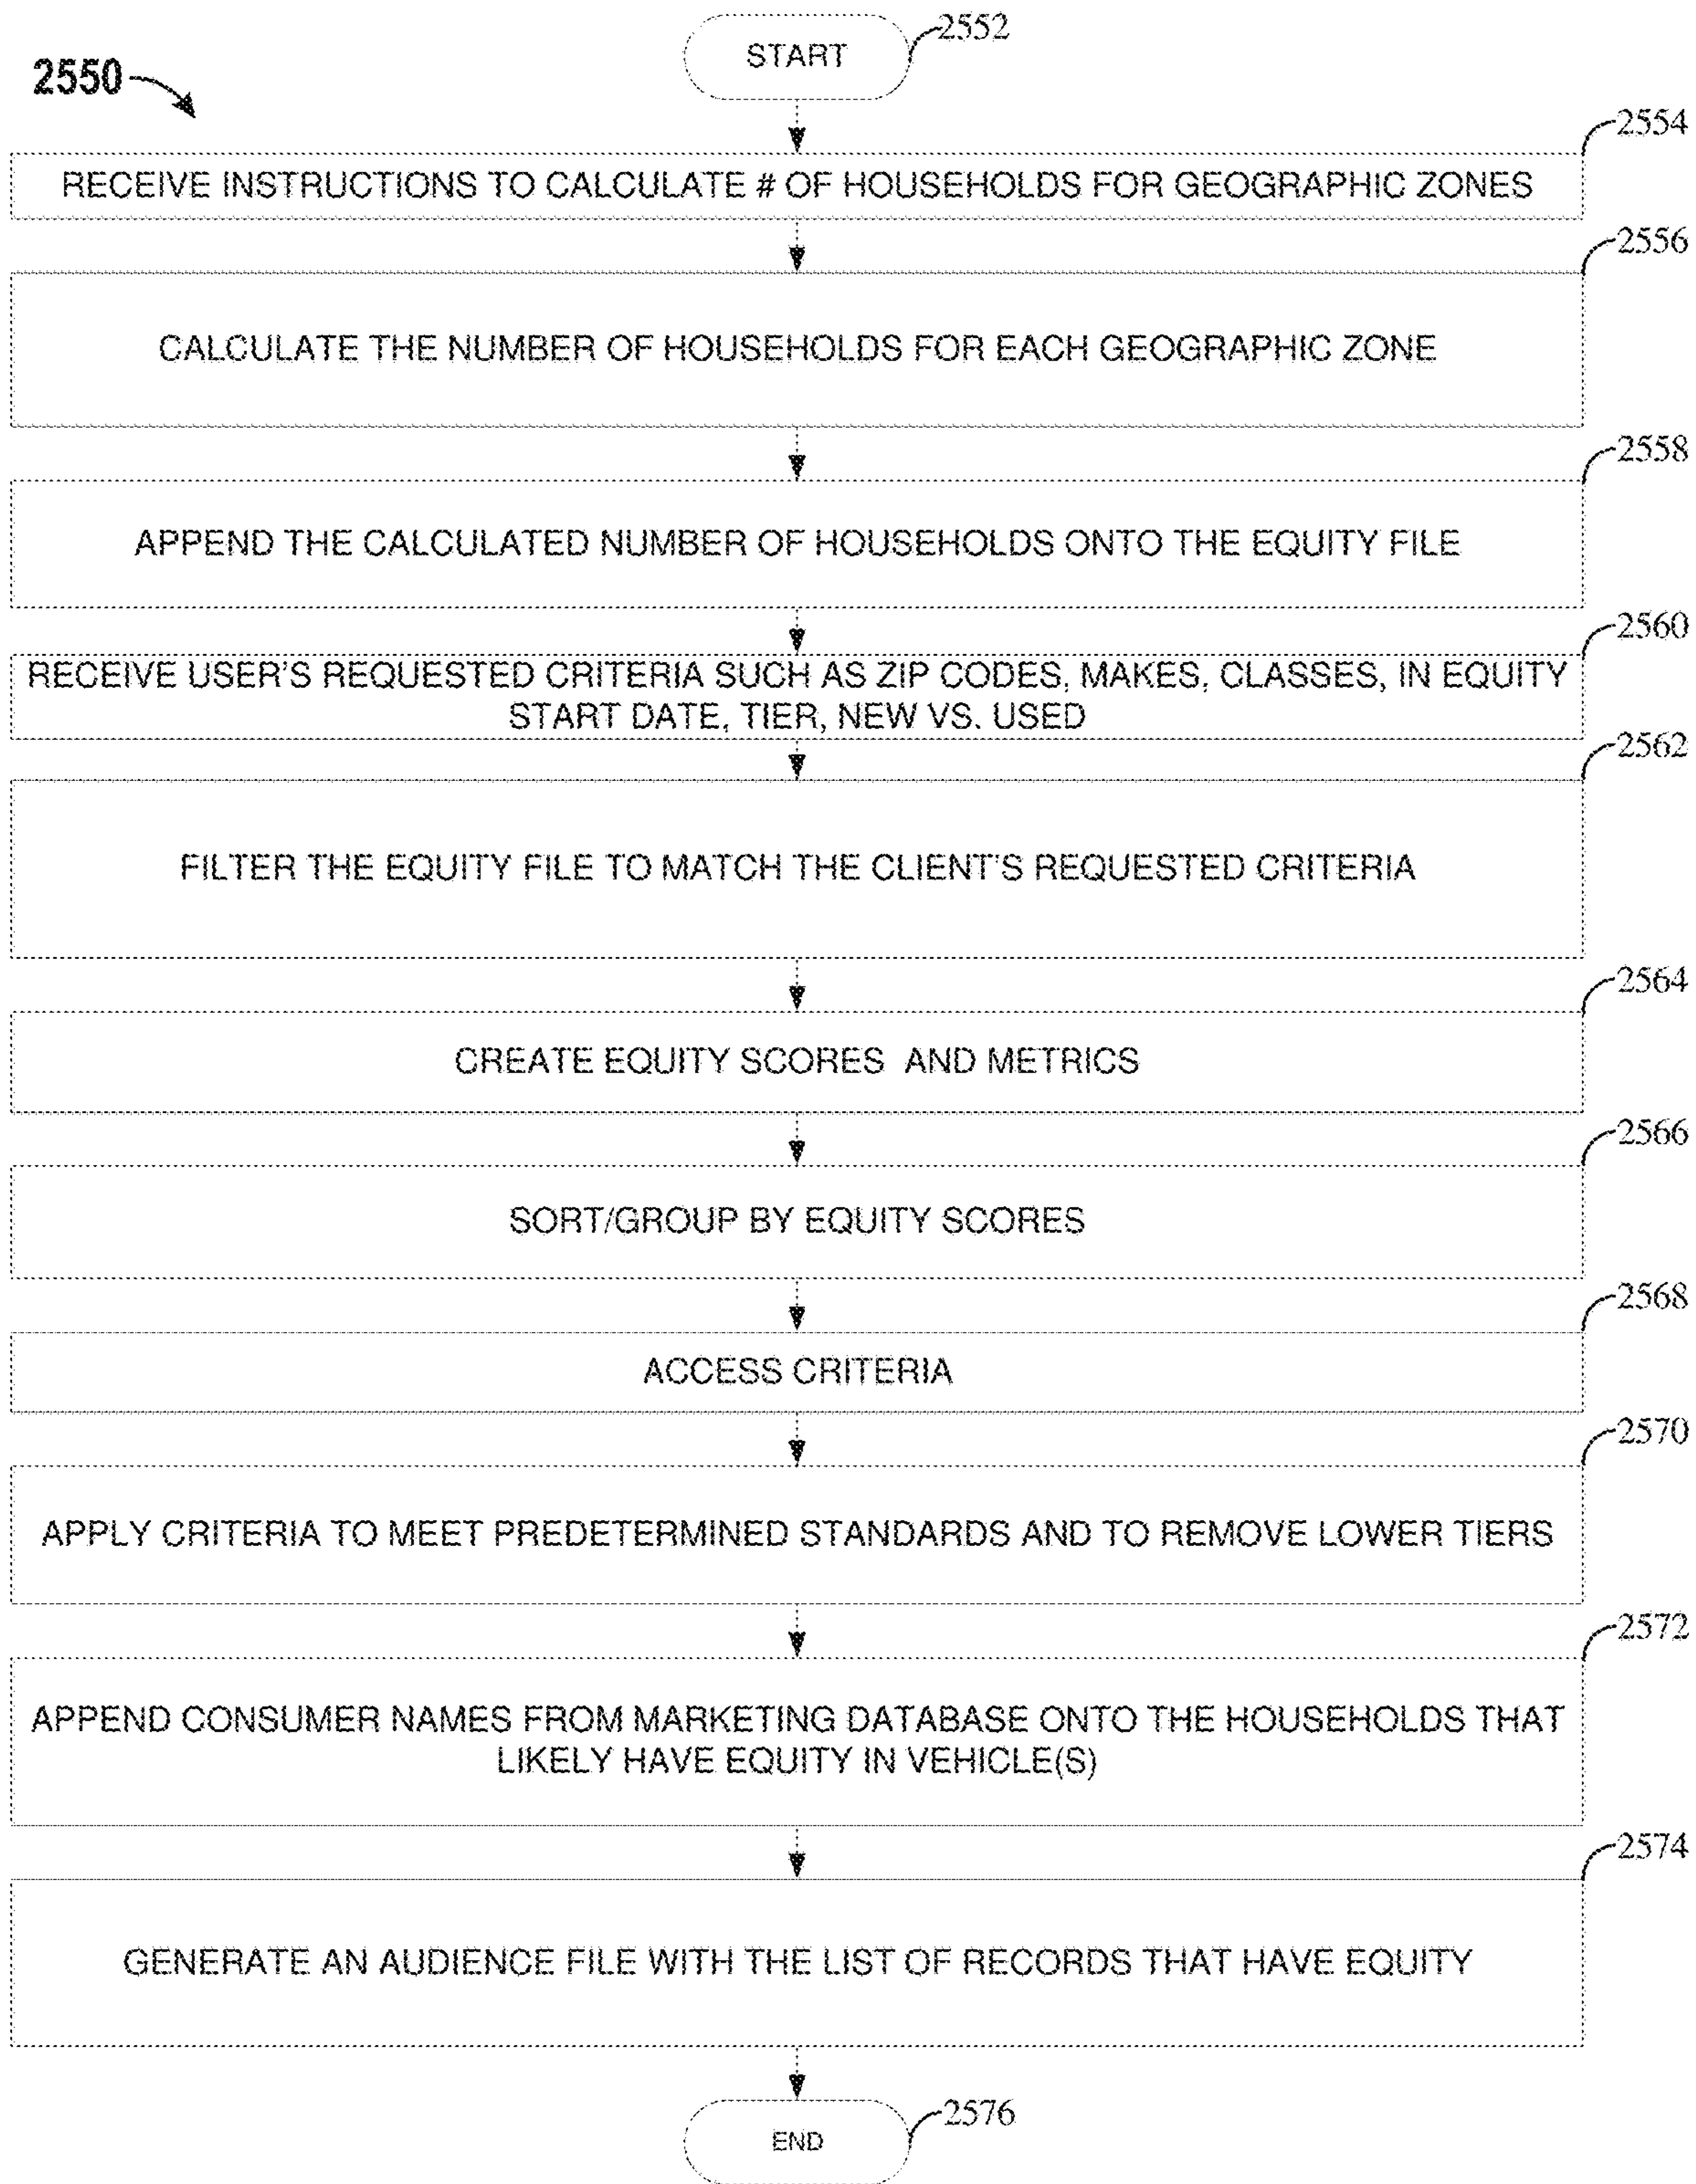 2550
START
2552
2554
RECEIVE INSTRUCTIONS TO CALCULATE # OF HOUSEHOLDS FOR GEOGRAPHIC ZONES
2556
CALCULATE THE NUMBER OF HOUSEHOLDS FOR EACH GEOGRAPHIC ZONE
2558
APPEND THE CALCULATED NUMBER OF HOUSEHOLDS ONTO THE EQUITY FILE
2560
RECEIVE USER'S REQUESTED CRITERIA SUCH AS ZIP CODES, MAKES, CLASSES, IN EQUITY
START DATE, TIER, NEW VS. USED
2562
FILTER THE EQUITY FILE TO MATCH THE CLIENT'S REQUESTED CRITERIA
2564
CREATE EQUITY SCORES AND METRICS
2566
SORT/GROUP BY EQUITY SCORES
2568
ACCESS CRITERIA
2570
APPLY CRITERIA TO MEET PREDETERMINED STANDARDS AND TO REMOVE LOWER TIERS
2572
APPEND CONSUMER NAMES FROM MARKETING DATABASE ONTO THE HOUSEHOLDS THAT
LIKELY HAVE EQUITY IN VEHICLE(S)
2574
GENERATE AN AUDIENCE FILE WITH THE LIST OF RECORDS THAT HAVE EQUITY
2576
END